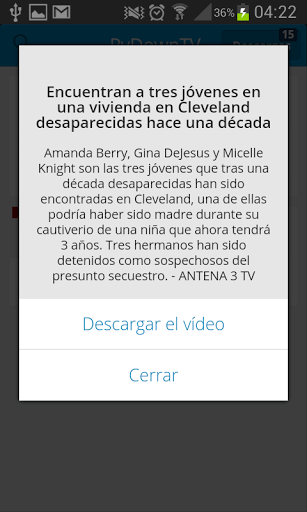 36% 04:22
PyDownTV
15
Encuentran a tres jóvenes en
una vivienda en Cleveland
desaparecidas hace una década
Amanda Berry, Gina DeJesus y Micelle
Knight son las tres jóvenes que tras una
década desaparecidas han sido
encontradas en Cleveland, una de ellas
podría haber sido madre durante su
cautiverio de una niña que ahora tendrá
3 años. Tres hermanos han sido
detenidos como sospechosos del
presunto secuestro. - ANTENA 3 TV
Descargar el vídeo
Cerrar